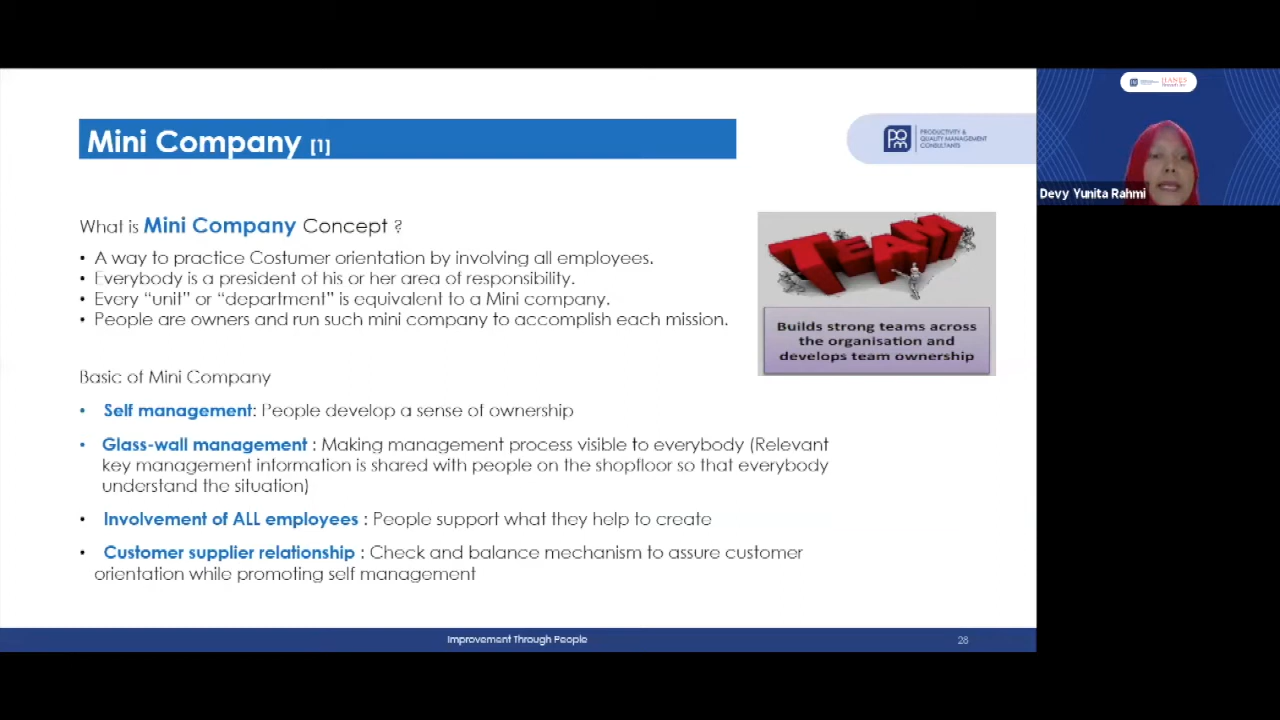 Mini Company [1]
PRODUCTIVITY &
QUALITY MANAGEMENT
CONSULTANTS
Devy Yunita Rahmi
What is Mini Company Concept ?
• A way to practice Costumer orientation by involving all employees.
• Everybody is a president of his or her area of responsibility.
• Every “unit” or “department” is equivalent to a Mini company.
• People are owners and run such mini company to accomplish each mission.
TEAM
Builds strong teams across
the organisation and
develops team ownership
Basic of Mini Company
• Self management: People develop a sense of ownership
• Glass-wall management : Making management process visible to everybody (Relevant
key management information is shared with people on the shopfloor so that everybody
understand the situation)
• Involvement of ALL employees : People support what they help to create
• Customer supplier relationship : Check and balance mechanism to assure customer
orientation while promoting self management
Improvement Through People
28